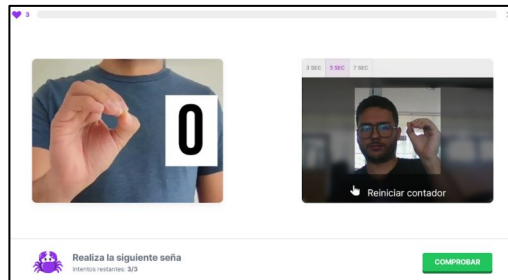 3
3 SEC 5 SEC 7 SEC
0
Reiniciar contador
Realiza la siguiente seña
Intentos restantes: 3/3
COMPROBAR